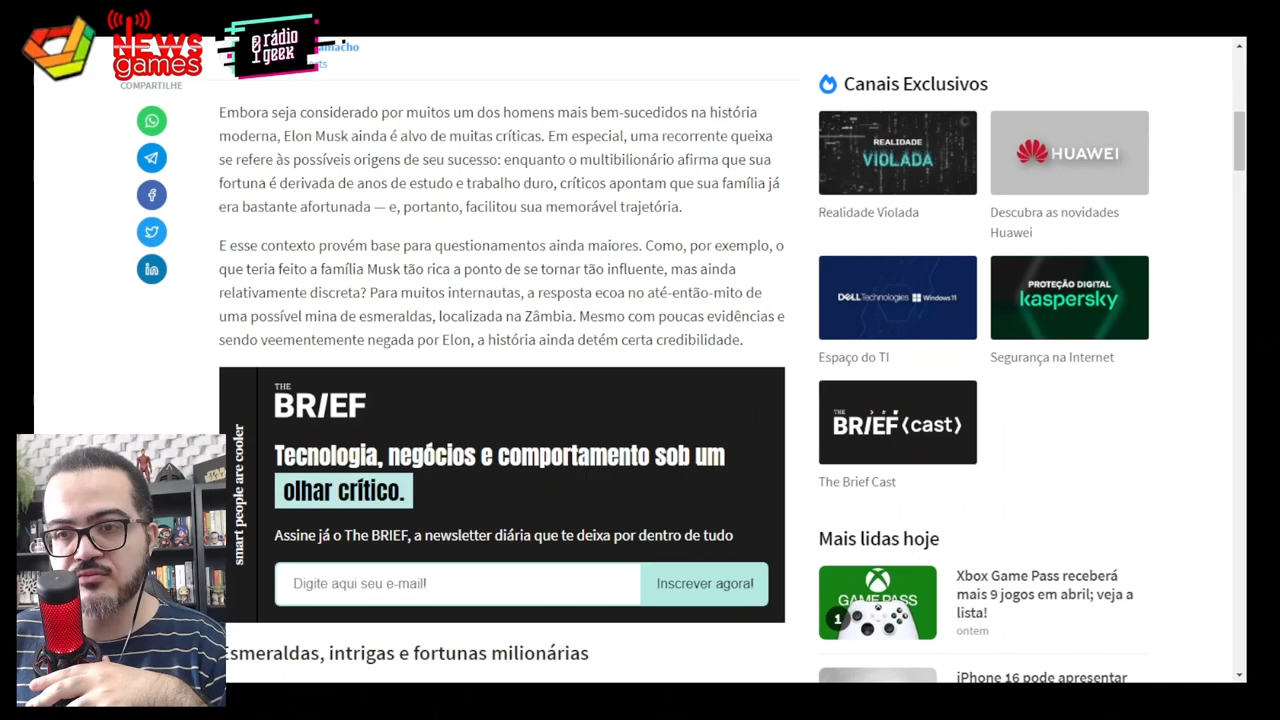 NEWS
games
rádio
geek
amacho
COMPARTILHE
Embora seja considerado por muitos um dos homens mais bem-sucedidos na história
moderna, Elon Musk ainda é alvo de muitas críticas. Em especial, uma recorrente queixa
se refere às possíveis origens de seu sucesso: enquanto o multibilionário afirma que sua
fortuna é derivada de anos de estudo e trabalho duro, críticos apontam que sua família já
era bastante afortunada — e, portanto, facilitou sua memorável trajetória.
E esse contexto provém base para questionamentos ainda maiores. Como, por exemplo, o
que teria feito a família Musk tão rica a ponto de se tornar tão influente, mas ainda
relativamente discreta? Para muitos internautas, a resposta ecoa no até-então-mito de
uma possível mina de esmeraldas, localizada na Zâmbia. Mesmo com poucas evidências e
sendo veementemente negada por Elon, a história ainda detém certa credibilidade.
smart people are cooler
THE
BR/EF
Tecnologia, negócios e comportamento sob um
olhar crítico.
Assine já o The BRIEF, a newsletter diária que te deixa por dentro de tudo
Digite aqui seu e-mail!
Inscrever agora!
Esmeraldas, intrigas e fortunas milionárias
Canais Exclusivos
REALIDADE
VIOLADA
Realidade Violada
HUAWEI
Descubra as novidades
Huawei
DELL Technologies Windows 11
Espaço do TI
PROTEÇÃO DIGITAL
kaspersky
Segurança na Internet
THE
BR/EF (cast)
The Brief Cast
Mais lidas hoje
GAME PASS
1
Xbox Game Pass receberá
mais 9 jogos em abril; veja a
lista!
ontem
iPhone 16 pode apresentar